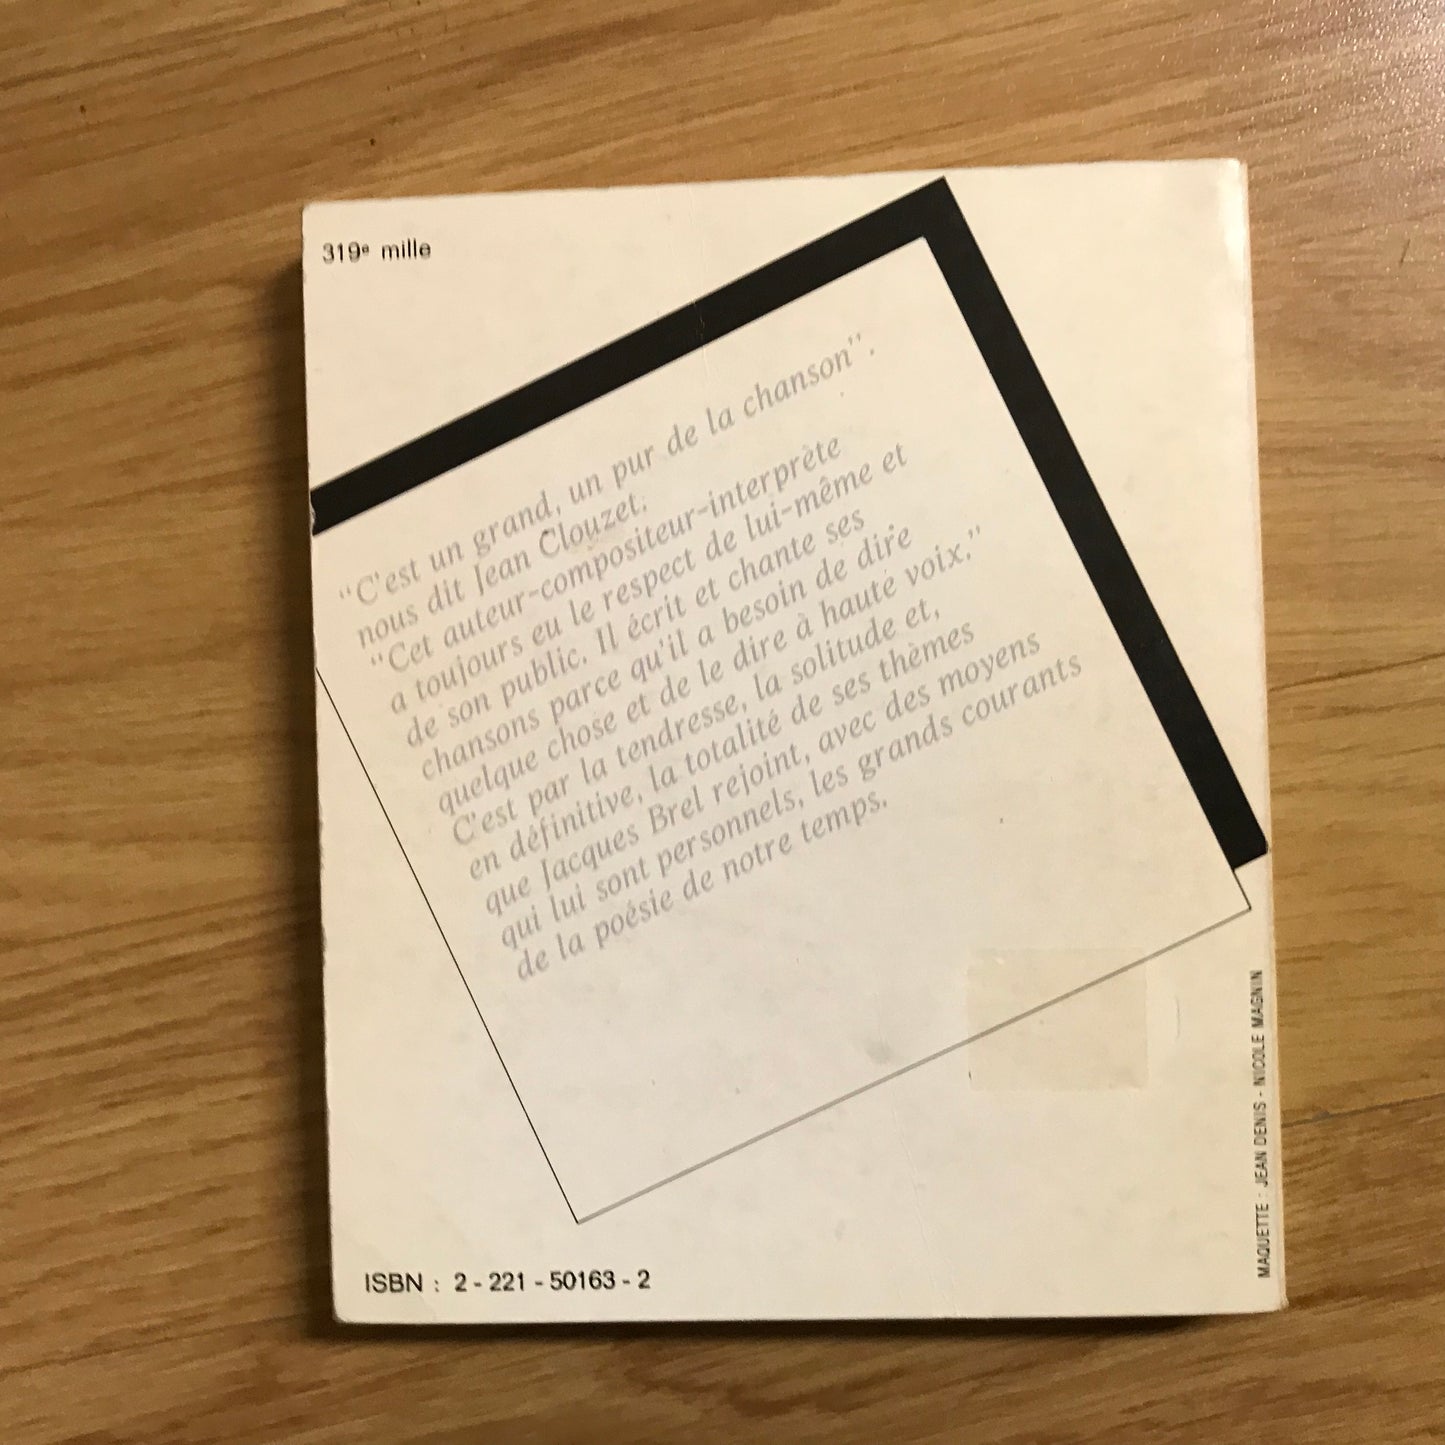 319e mille
“C'est un grand, un pur de la chanson”.
nous dit Jean Clouzet.
“Cet auteur-compositeur-interprète
a toujours eu le respect de lui-même et
de son public. Il écrit et chante ses
chansons parce qu'il a besoin de dire
quelque chose et de le dire à haute voix.”
C'est par la tendresse, la solitude et,
en définitive, la totalité de ses thèmes
que Jacques Brel rejoint, avec des moyens
qui lui sont personnels, les grands courants
de la poésie de notre temps.
ISBN : 2 - 221 - 50163 - 2
MAQUETTE : JEAN DENIS - NICOLE MAGNIN